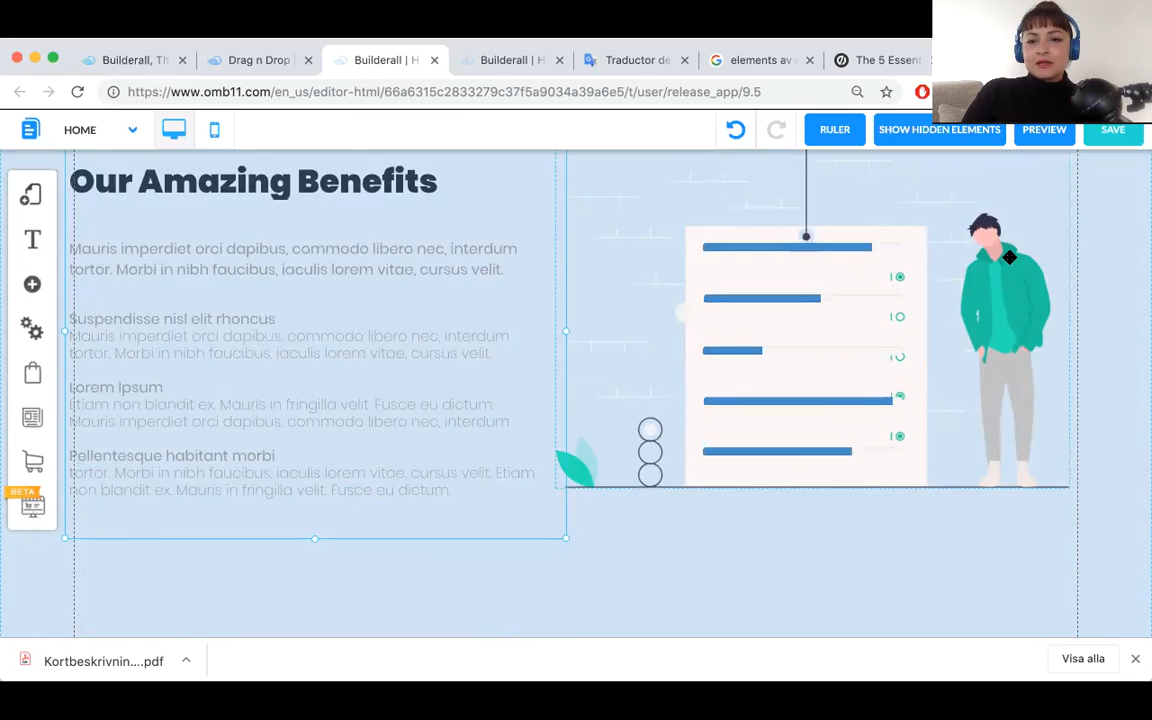 Builderall, Th
Drag n Drop
Builderall | H
Builderall | H
Traductor de
elements av
The 5 Essent
https://www.omb11.com/en_us/editor-html/66a6315c2833279c37f5a9034a39a6e5/t/user/release_app/9.5
HOME
RULER
SHOW HIDDEN ELEMENTS
PREVIEW
SAVE
Our Amazing Benefits
Mauris imperdiet orci dapibus, commodo libero nec, interdum
tortor. Morbi in nibh faucibus, iaculis lorem vitae, cursus velit.
Suspendisse nisl elit rhoncus
Mauris imperdiet orci dapibus, commodo libero nec, interdum
tortor. Morbi in nibh faucibus, iaculis lorem vitae, cursus velit.
Lorem Ipsum
Etiam non blandit ex. Mauris in fringilla velit. Fusce eu dictum.
Mauris imperdiet orci dapibus, commodo libero nec, interdum
Pellentesque habitant morbi
tortor. Morbi in nibh faucibus, iaculis lorem vitae, cursus velit. Etiam
non blandit ex. Mauris in fringilla velit. Fusce eu dictum.
T
BETA
Kortbeskrivnin....pdf
Visa alla